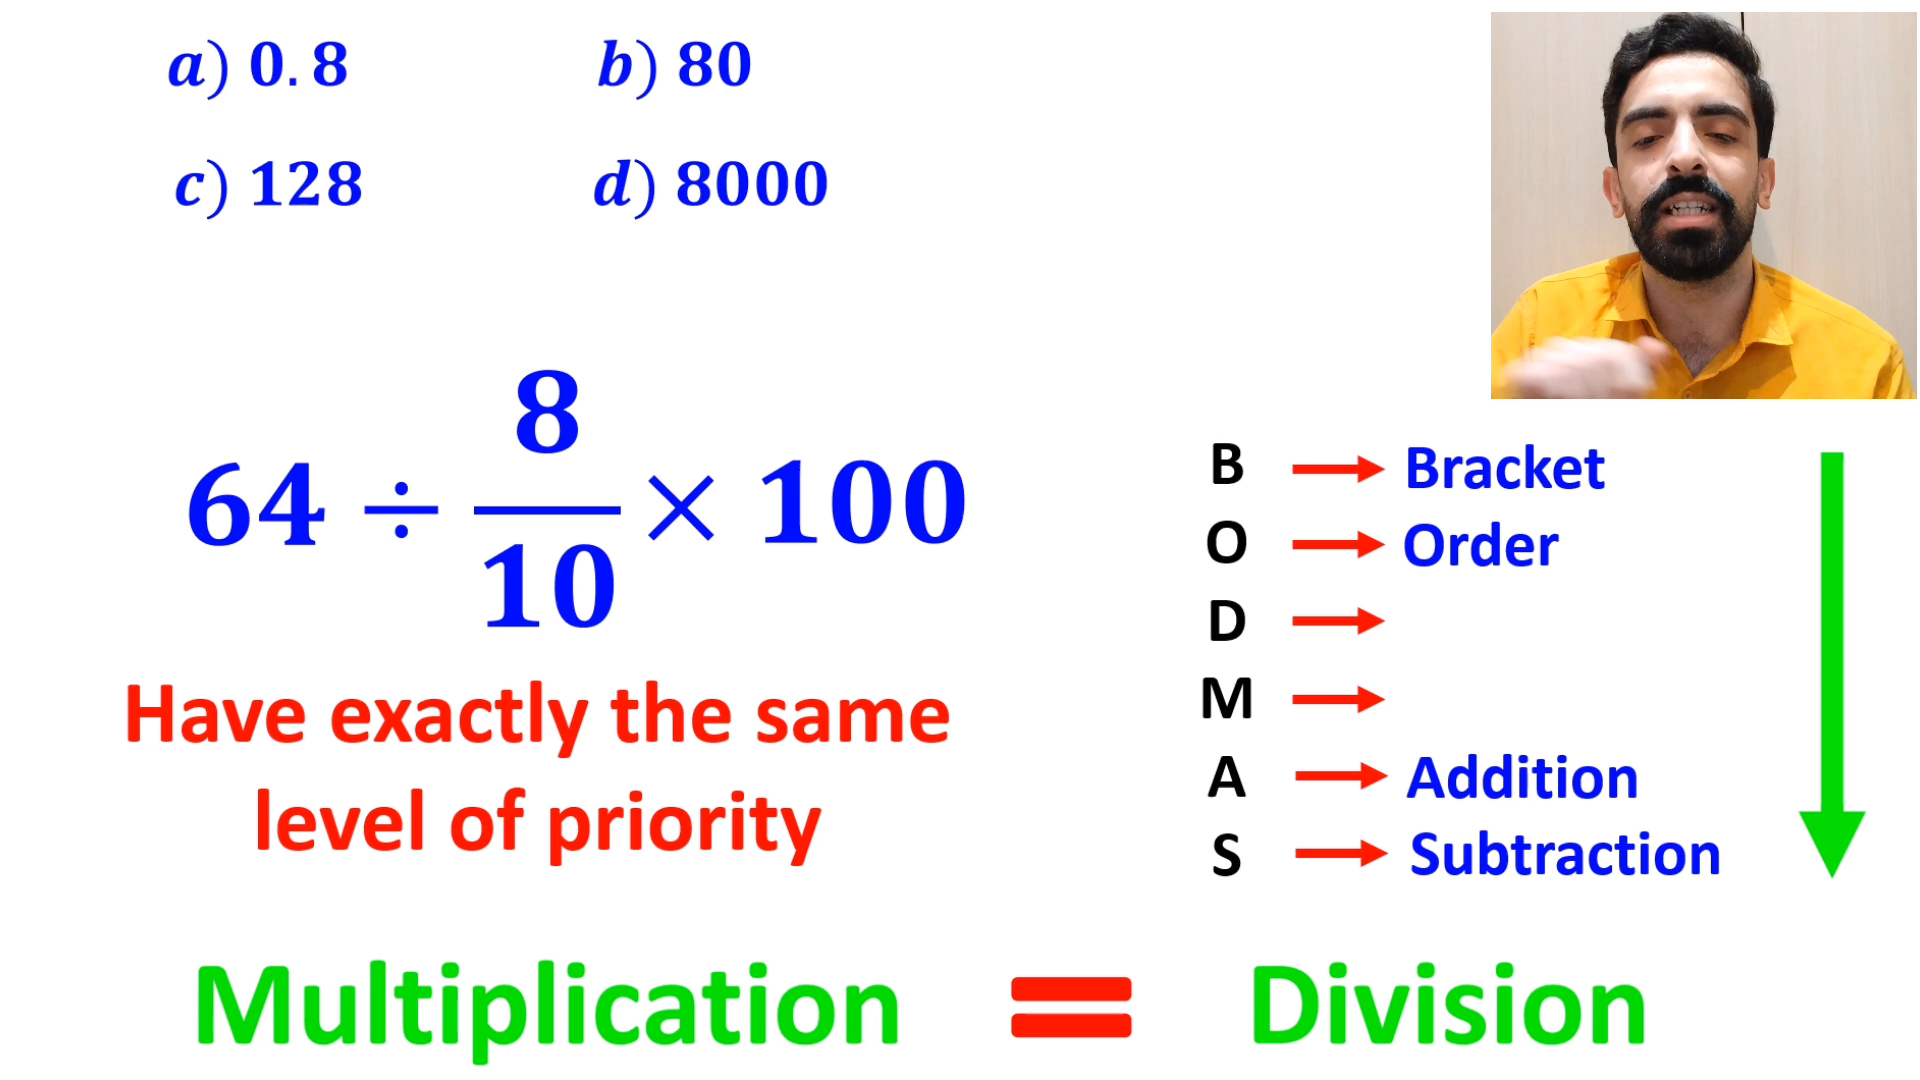 a) 0.8
b) 80
c) 128
d) 8000
64 ÷ 8/10 × 100
Have exactly the same
level of priority
B → Bracket
O → Order
D →
M →
A → Addition
S → Subtraction
Multiplication = Division